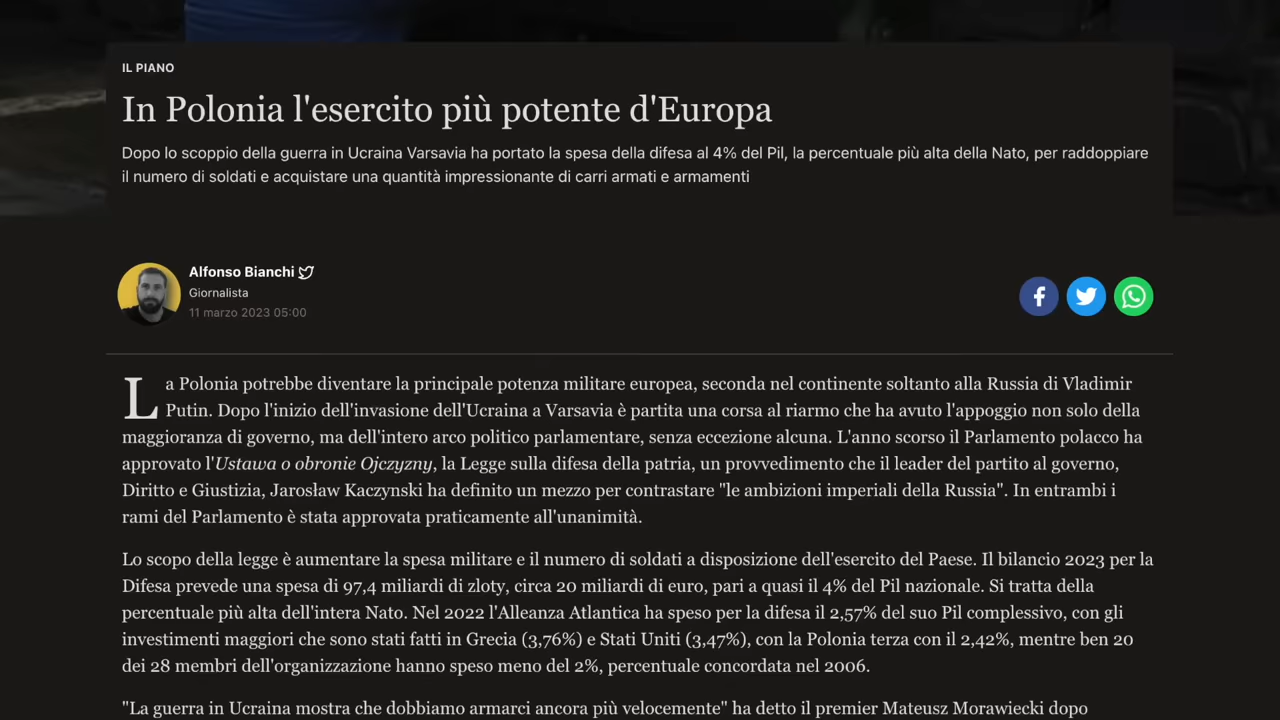 IL PIANO
In Polonia l'esercito più potente d'Europa
Dopo lo scoppio della guerra in Ucraina Varsavia ha portato la spesa della difesa al 4% del Pil, la percentuale più alta della Nato, per raddoppiare
il numero di soldati e acquistare una quantità impressionante di carri armati e armamenti
Alfonso Bianchi
Giornalista
11 marzo 2023 05:00
La Polonia potrebbe diventare la principale potenza militare europea, seconda nel continente soltanto alla Russia di Vladimir
Putin. Dopo l'inizio dell'invasione dell'Ucraina a Varsavia è partita una corsa al riarmo che ha avuto l'appoggio non solo della
maggioranza di governo, ma dell'intero arco politico parlamentare, senza eccezione alcuna. L'anno scorso il Parlamento polacco ha
approvato l'Ustawa o obronie Ojczyzny, la Legge sulla difesa della patria, un provvedimento che il leader del partito al governo,
Diritto e Giustizia, Jarosław Kaczynski ha definito un mezzo per contrastare "le ambizioni imperiali della Russia". In entrambi i
rami del Parlamento è stata approvata praticamente all'unanimità.
Lo scopo della legge è aumentare la spesa militare e il numero di soldati a disposizione dell'esercito del Paese. Il bilancio 2023 per la
Difesa prevede una spesa di 97,4 miliardi di zloty, circa 20 miliardi di euro, pari a quasi il 4% del Pil nazionale. Si tratta della
percentuale più alta dell'intera Nato. Nel 2022 l'Alleanza Atlantica ha speso per la difesa il 2,57% del suo Pil complessivo, con gli
investimenti maggiori che sono stati fatti in Grecia (3,76%) e Stati Uniti (3,47%), con la Polonia terza con il 2,42%, mentre ben 20
dei 28 membri dell'organizzazione hanno speso meno del 2%, percentuale concordata nel 2006.
"La guerra in Ucraina mostra che dobbiamo armarci ancora più velocemente" ha detto il premier Mateusz Morawiecki dopo